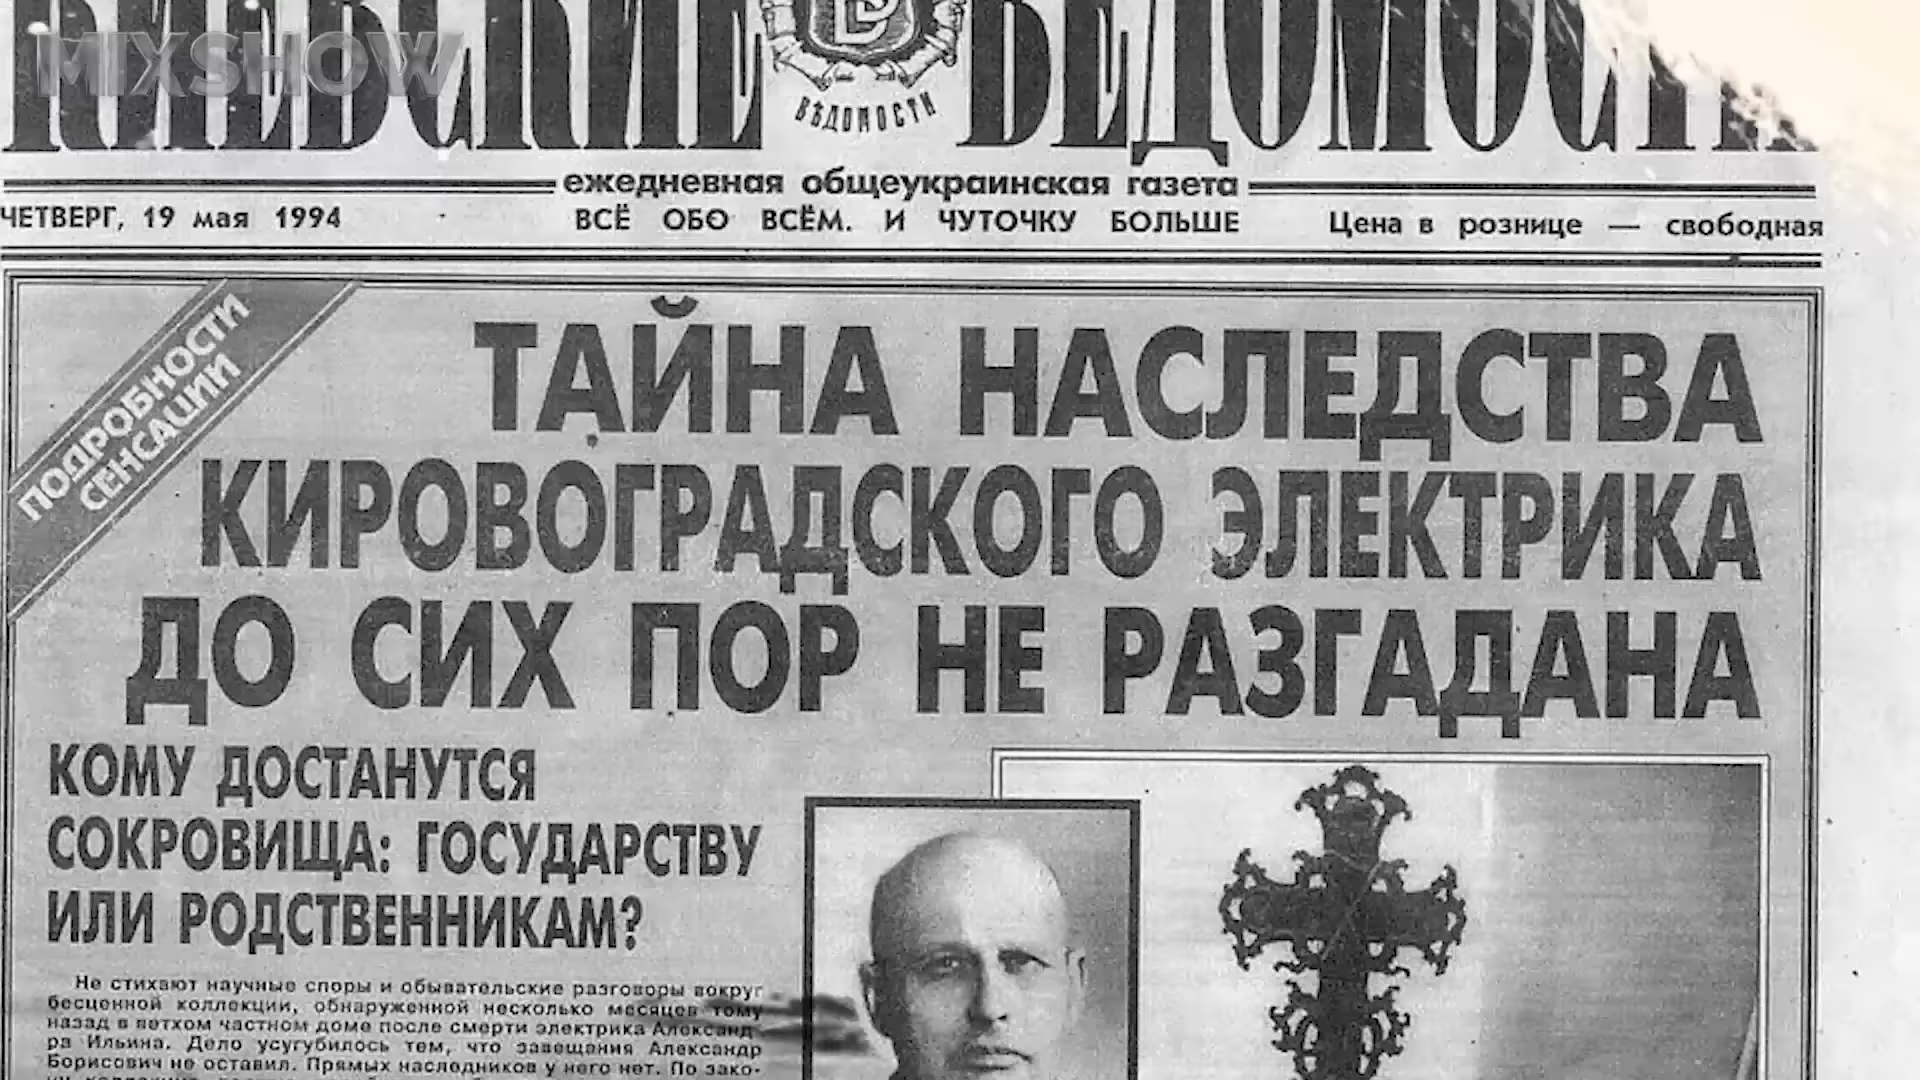 MIXSHOW
КИЕВСКИЕ ВЕДОМОСТИ
ВѢДОМОСТИ
ежедневная общеукраинская газета
ЧЕТВЕРГ, 19 мая 1994 ВСЁ ОБО ВСЁМ. И ЧУТОЧКУ БОЛЬШЕ Цена в рознице — свободная
ПОДРОБНОСТИ
СЕНСАЦИИ
ТАЙНА НАСЛЕДСТВА
КИРОВОГРАДСКОГО ЭЛЕКТРИКА
ДО СИХ ПОР НЕ РАЗГАДАНА
КОМУ ДОСТАНУТСЯ
СОКРОВИЩА: ГОСУДАРСТВУ
ИЛИ РОДСТВЕННИКАМ?
Не стихают научные споры и обывательские разговоры вокруг
бесценной коллекции, обнаруженной несколько месяцев тому
назад в ветхом частном доме после смерти электрика Александ-
ра Ильина. Дело усугубилось тем, что завещания Александр
Борисович не оставил. Прямых наследников у него нет. По зако-